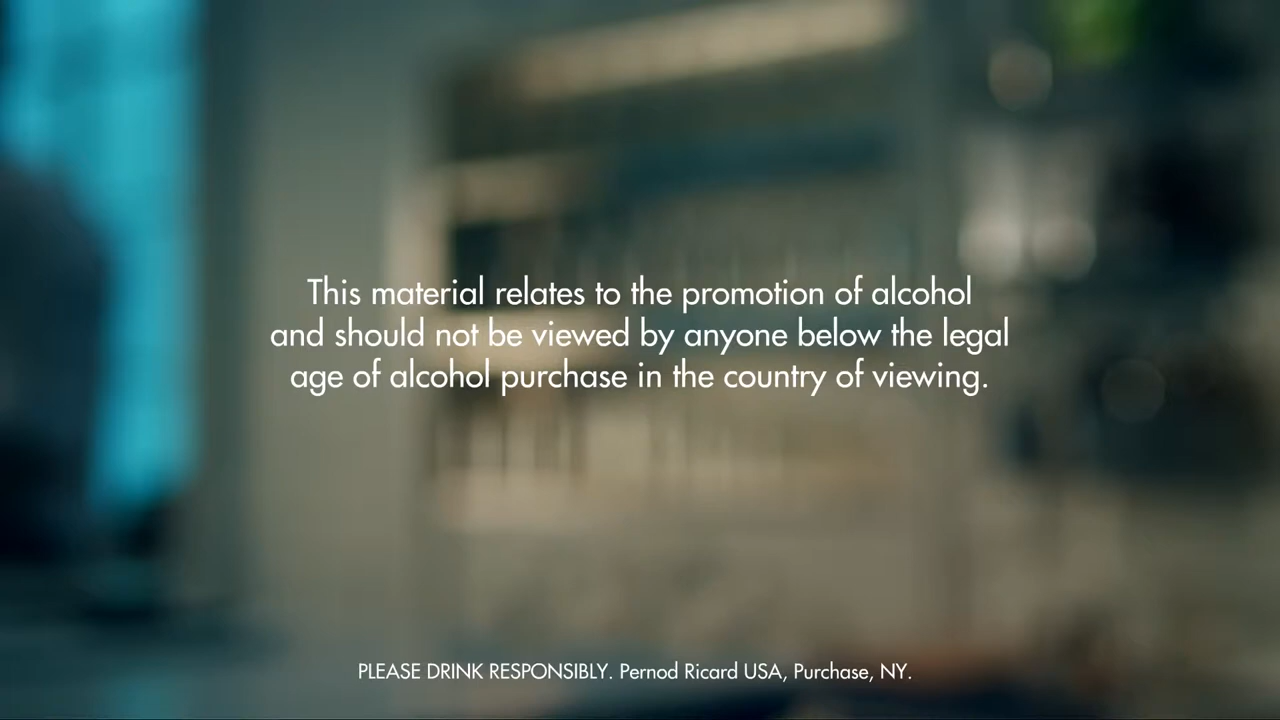 This material relates to the promotion of alcohol
and should not be viewed by anyone below the legal
age of alcohol purchase in the country of viewing.
PLEASE DRINK RESPONSIBLY. Pernod Ricard USA, Purchase, NY.